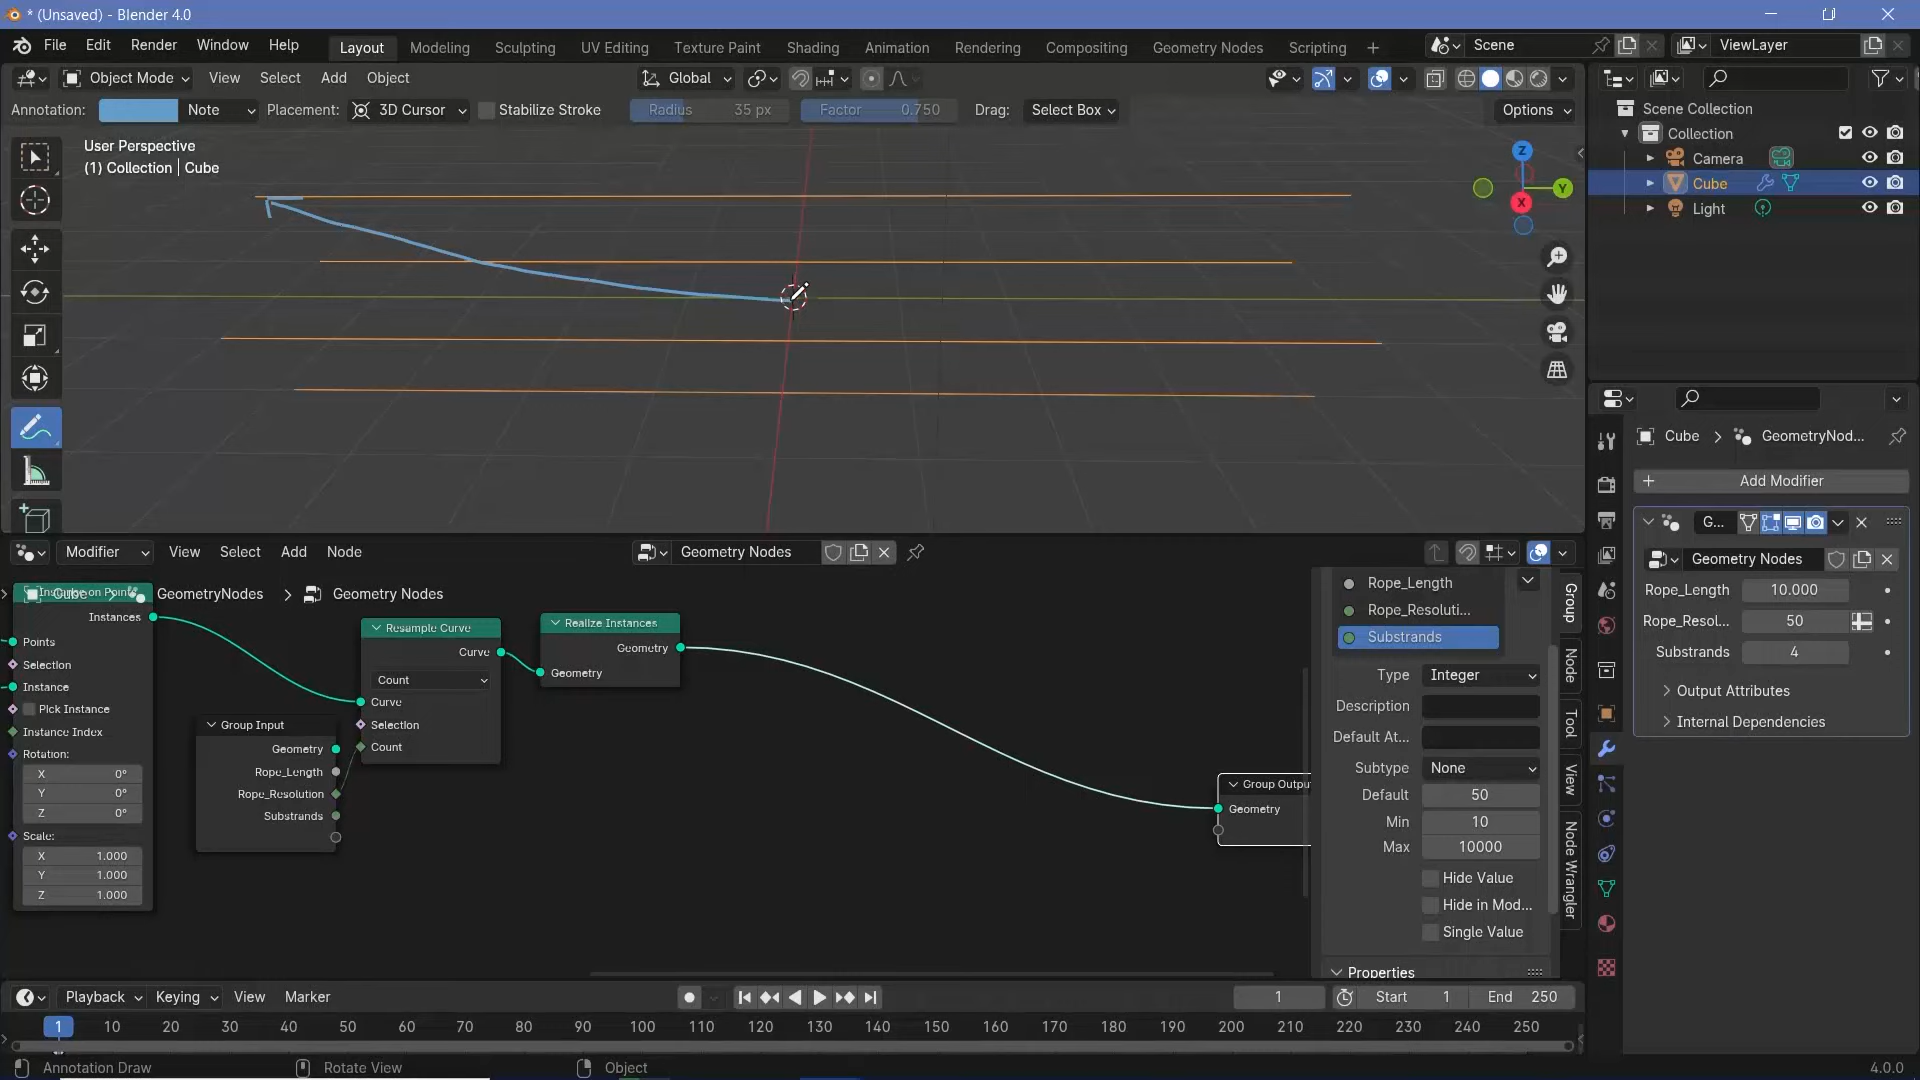 * (Unsaved) - Blender 4.0
File Edit Render Window Help
Layout Modeling Sculpting UV Editing Texture Paint Shading Animation Rendering Compositing Geometry Nodes Scripting +
Scene
ViewLayer
Object Mode View Select Add Object
Global
Annotation: Note Placement: 3D Cursor Stabilize Stroke Radius 35 px Factor 0.750 Drag: Select Box
Options
User Perspective
(1) Collection | Cube
Z
Y
X
Scene Collection
Collection
Camera
Cube
Light
Cube > GeometryNod...
+ Add Modifier
G...
Geometry Nodes
Rope_Length 10.000
Rope_Resol... 50
Substrands 4
Output Attributes
Internal Dependencies
Modifier View Select Add Node
Geometry Nodes
Cube > GeometryNodes > Geometry Nodes
Instances
Points
Selection
Instance
Pick Instance
Instance Index
Rotation:
X 0°
Y 0°
Z 0°
Scale:
X 1.000
Y 1.000
Z 1.000
Group Input
Geometry
Rope_Length
Rope_Resolution
Substrands
Resample Curve
Curve
Count
Curve
Selection
Count
Realize Instances
Geometry
Geometry
Group Outpu
Geometry
Rope_Length
Rope_Resoluti...
Substrands
Type Integer
Description
Default At...
Subtype None
Default 50
Min 10
Max 10000
Hide Value
Hide in Mod...
Single Value
Properties
Group
Node
Tool
View
Node Wrangler
Playback Keying View Marker
1
Start 1
End 250
1 10 20 30 40 50 60 70 80 90 100 110 120 130 140 150 160 170 180 190 200 210 220 230 240 250
Annotation Draw
Rotate View
Object
4.0.0